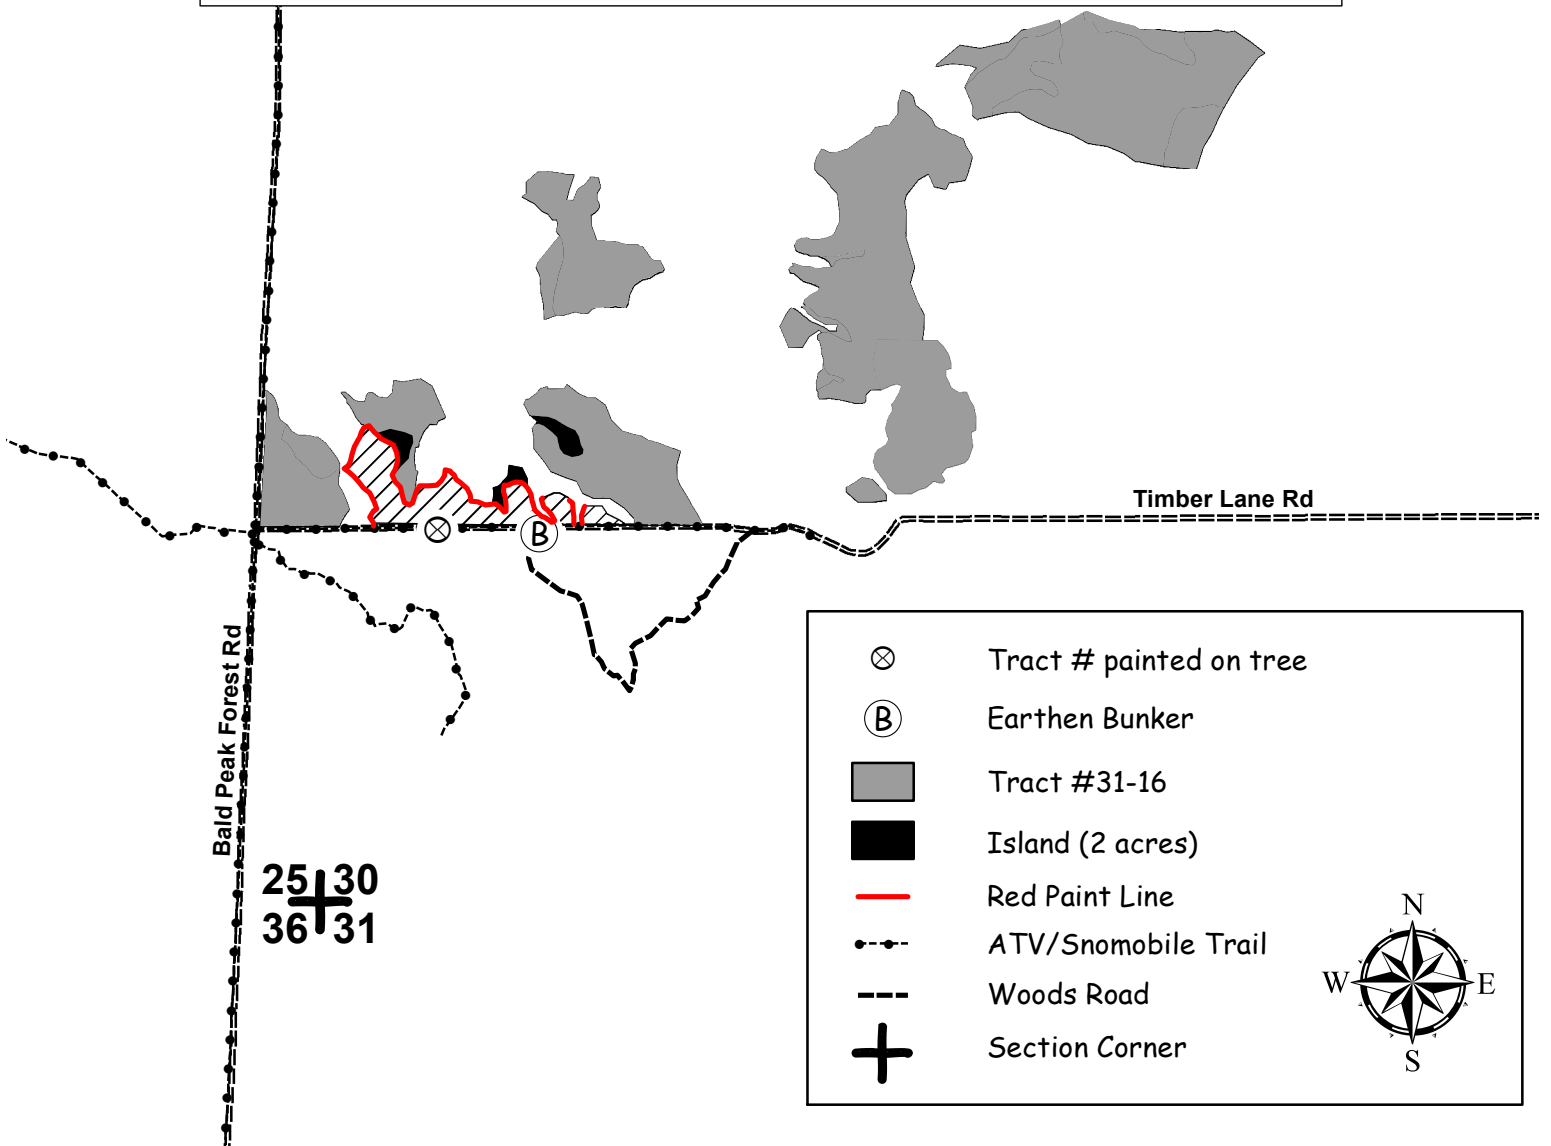 Timber Lane Rd
B
Bald Peak Forest Rd
25 30
36 31
Tract # painted on tree
B Earthen Bunker
Tract #31-16
Island (2 acres)
Red Paint Line
ATV/Snomobile Trail
Woods Road
Section Corner
N
W E
S